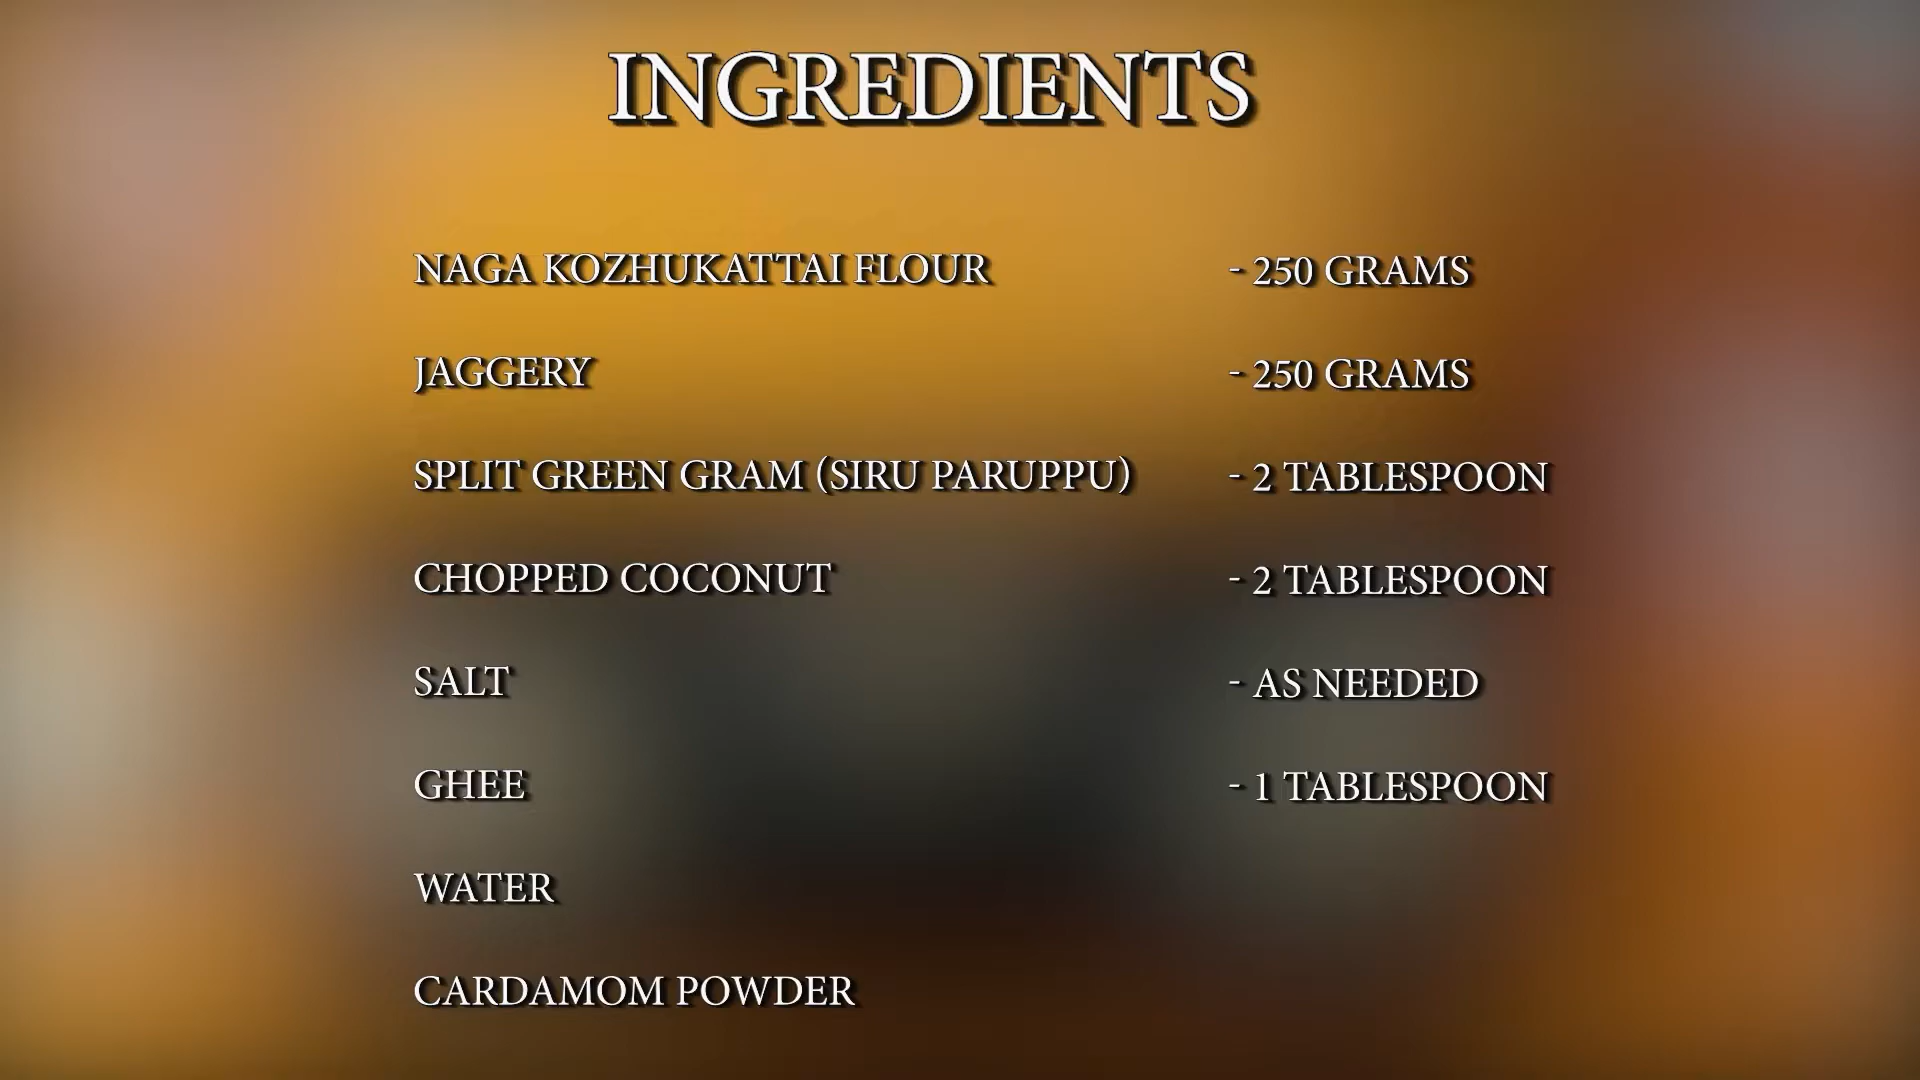 INGREDIENTS
NAGA KOZHUKATTAI FLOUR - 250 GRAMS
JAGGERY - 250 GRAMS
SPLIT GREEN GRAM (SIRU PARUPPU) - 2 TABLESPOON
CHOPPED COCONUT - 2 TABLESPOON
SALT - AS NEEDED
GHEE - 1 TABLESPOON
WATER
CARDAMOM POWDER